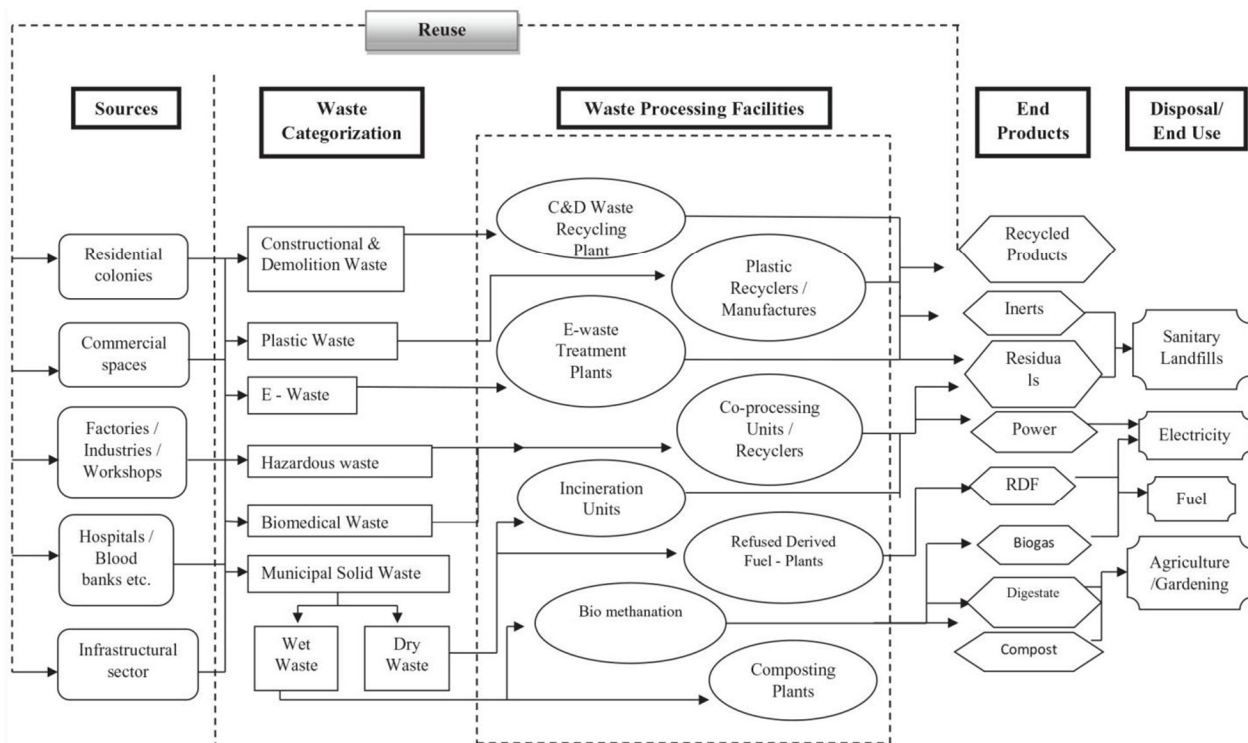 Reuse
Sources
Waste
Categorization
Waste Processing Facilities
End
Products
Disposal/
End Use
Residential
colonies
Commercial
spaces
Factories /
Industries /
Workshops
Hospitals /
Blood
banks etc.
Infrastructural
sector
Constructional &
Demolition Waste
Plastic Waste
E - Waste
Hazardous waste
Biomedical Waste
Municipal Solid Waste
Wet
Waste
Dry
Waste
C&D Waste
Recycling
Plant
Plastic
Recyclers /
Manufactures
E-waste
Treatment
Plants
Co-processing
Units /
Recyclers
Incineration
Units
Refused Derived
Fuel - Plants
Bio methanation
Composting
Plants
Recycled
Products
Inerts
Residua
ls
Power
RDF
Biogas
Digestate
Compost
Sanitary
Landfills
Electricity
Fuel
Agriculture
/Gardening